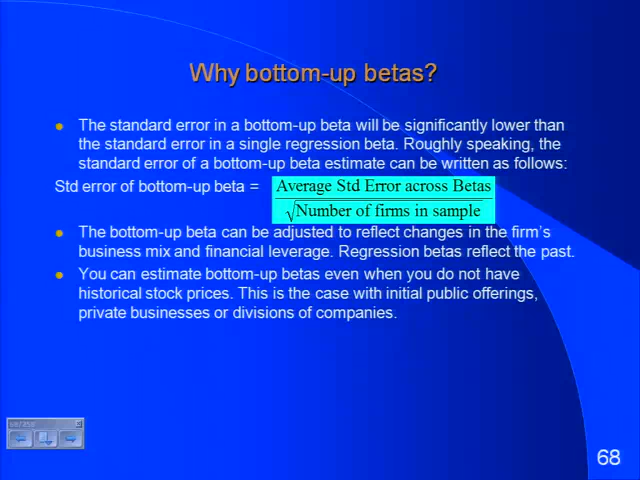 Why bottom-up betas?
The standard error in a bottom-up beta will be significantly lower than
the standard error in a single regression beta. Roughly speaking, the
standard error of a bottom-up beta estimate can be written as follows:
Std error of bottom-up beta =
Average Std Error across Betas
√Number of firms in sample
The bottom-up beta can be adjusted to reflect changes in the firm's
business mix and financial leverage. Regression betas reflect the past.
You can estimate bottom-up betas even when you do not have
historical stock prices. This is the case with initial public offerings,
private businesses or divisions of companies.
68